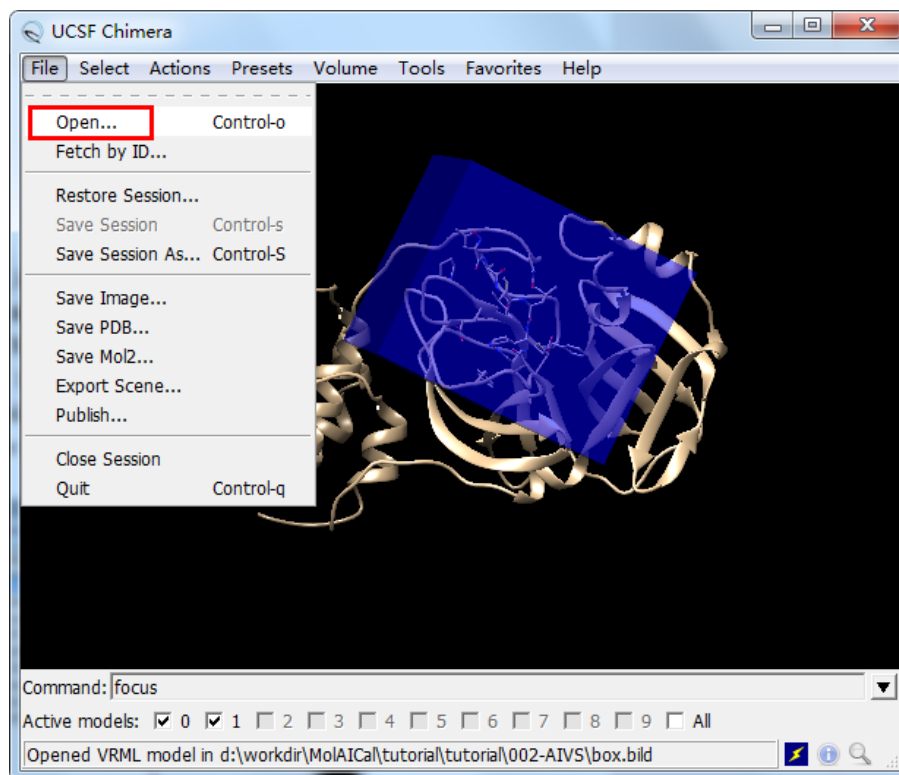 UCSF Chimera
File Select Actions Presets Volume Tools Favorites Help
Open... Control-o
Fetch by ID...
Restore Session...
Save Session Control-s
Save Session As... Control-S
Save Image...
Save PDB...
Save Mol2...
Export Scene...
Publish...
Close Session
Quit Control-q
Command: focus
Active models: 0 1 2 3 4 5 6 7 8 9 All
Opened VRML model in d:\workdir\MolAICal\tutorial\tutorial\002-AIVS\box.bild